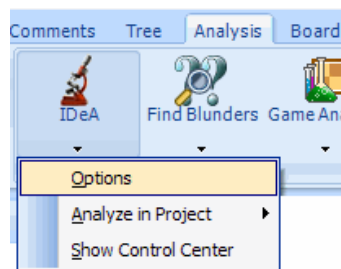 Comments Tree Analysis Board
IDeA Find Blunders Game An
Options
Analyze in Project
Show Control Center